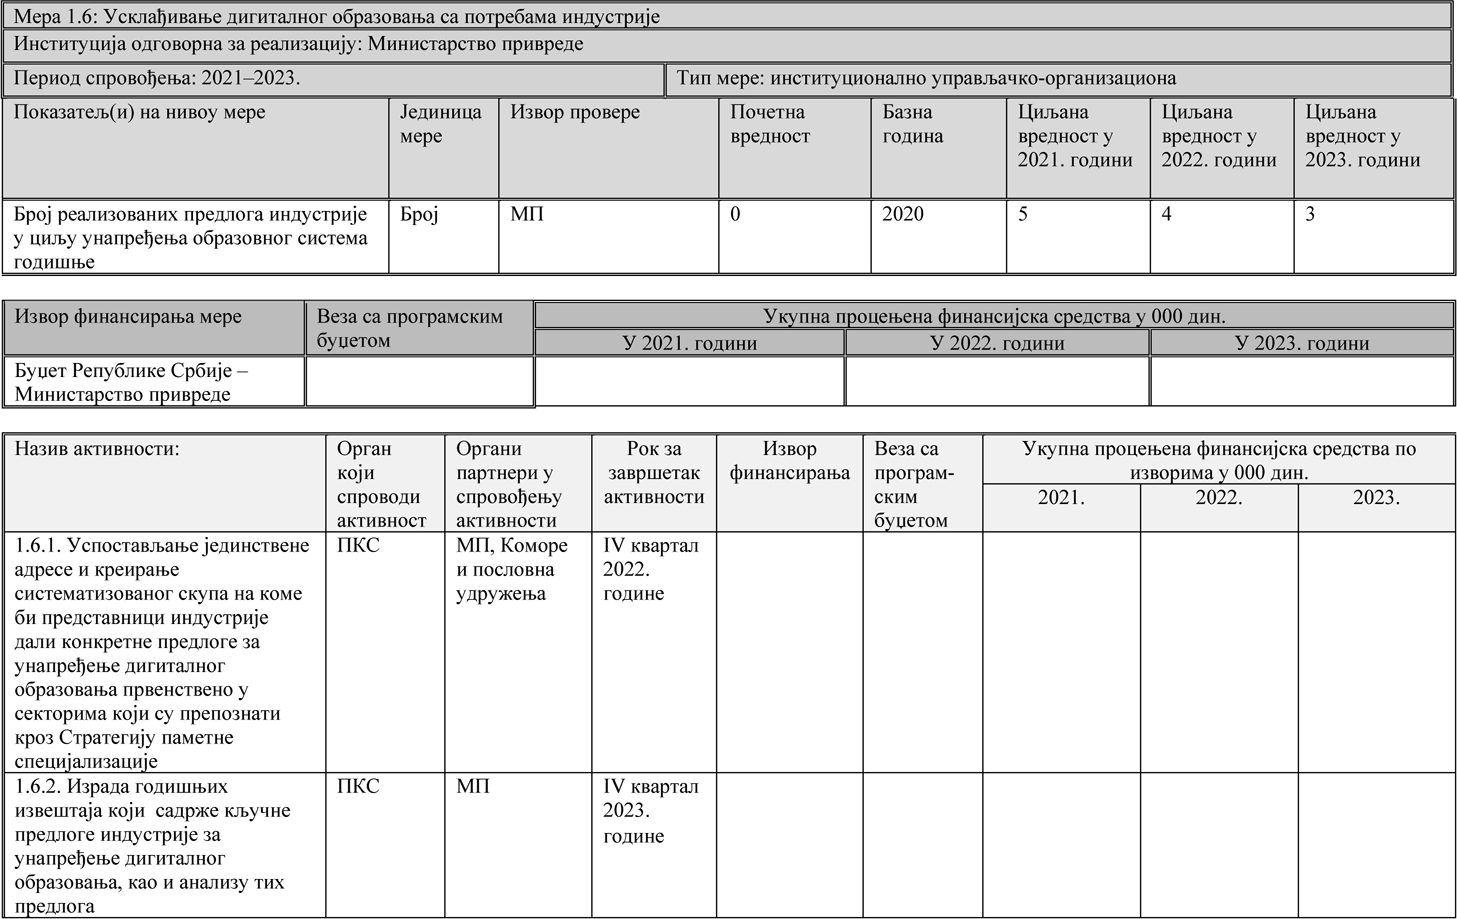 Мера 1.6: Усклађивање дигиталног образовања са потребама индустрије
Институција одговорна за реализацију: Министарство привреде
Период спровођења: 2021–2023.
Тип мере: институционално управљачко-организациона
Показатељ(и) на нивоу мере
Јединица
мере
Извор провере
Почетна
вредност
Базна
година
Циљана
вредност у
2021. години
Циљана
вредност у
2022. години
Циљана
вредност у
2023. години
Број реализованих предлога индустрије
у циљу унапређења образовног система
годишње
Број
МП
0
2020
5
4
3
Извор финансирања мере
Веза са програмским
буџетом
Укупна процењена финансијска средства у 000 дин.
У 2021. години
У 2022. години
У 2023. години
Буџет Републике Србије –
Министарство привреде
Назив активности:
Орган
који
спроводи
активност
Органи
партнери у
спровођењу
активности
Рок за
завршетак
активности
Извор
финансирања
Веза са
програм-
ским
буџетом
Укупна процењена финансијска средства по
изворима у 000 дин.
2021.
2022.
2023.
1.6.1. Успостављање јединствене
адресе и креирање
систематизованог скупа на коме
би представници индустрије
дали конкретне предлоге за
унапређење дигиталног
образовања првенствено у
секторима који су препознати
кроз Стратегију паметне
специјализације
ПКС
МП, Коморе
и пословна
удружења
IV квартал
2022.
године
1.6.2. Израда годишњих
извештаја који  садрже кључне
предлоге индустрије за
унапређење дигиталног
образовања, као и анализу тих
предлога
ПКС
МП
IV квартал
2023.
године